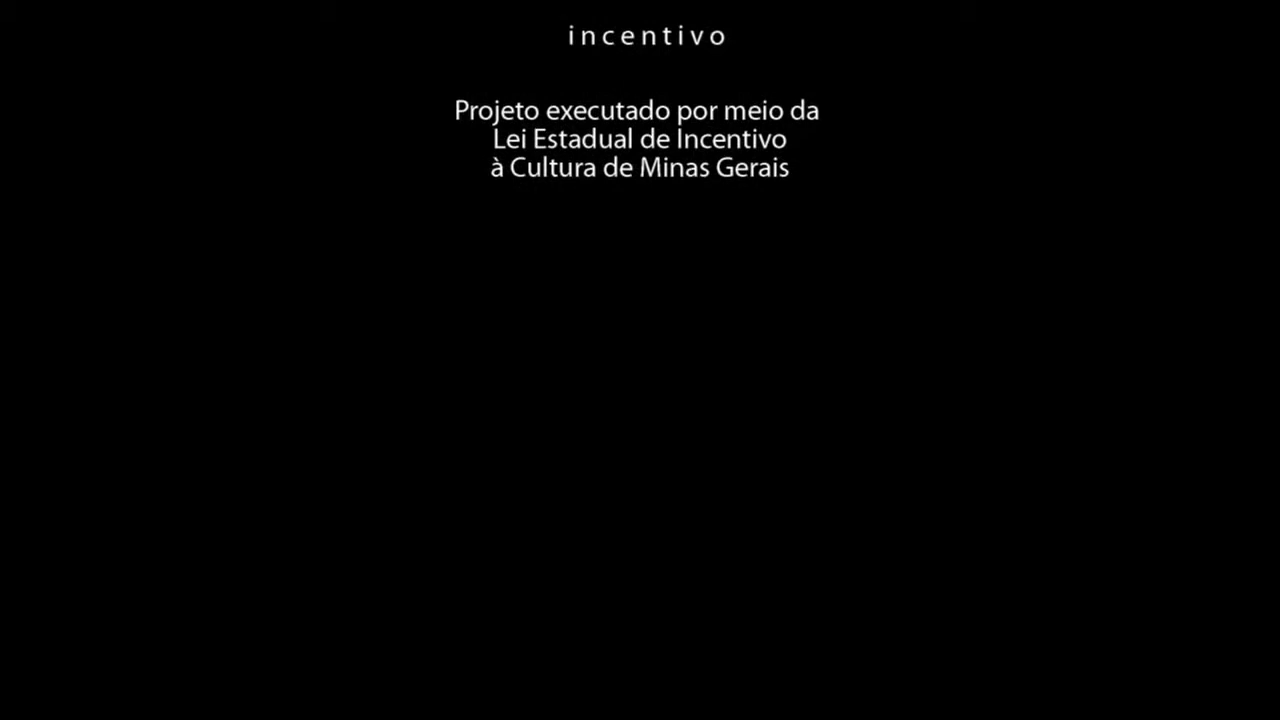 incentivo
Projeto executado por meio da
Lei Estadual de Incentivo
à Cultura de Minas Gerais